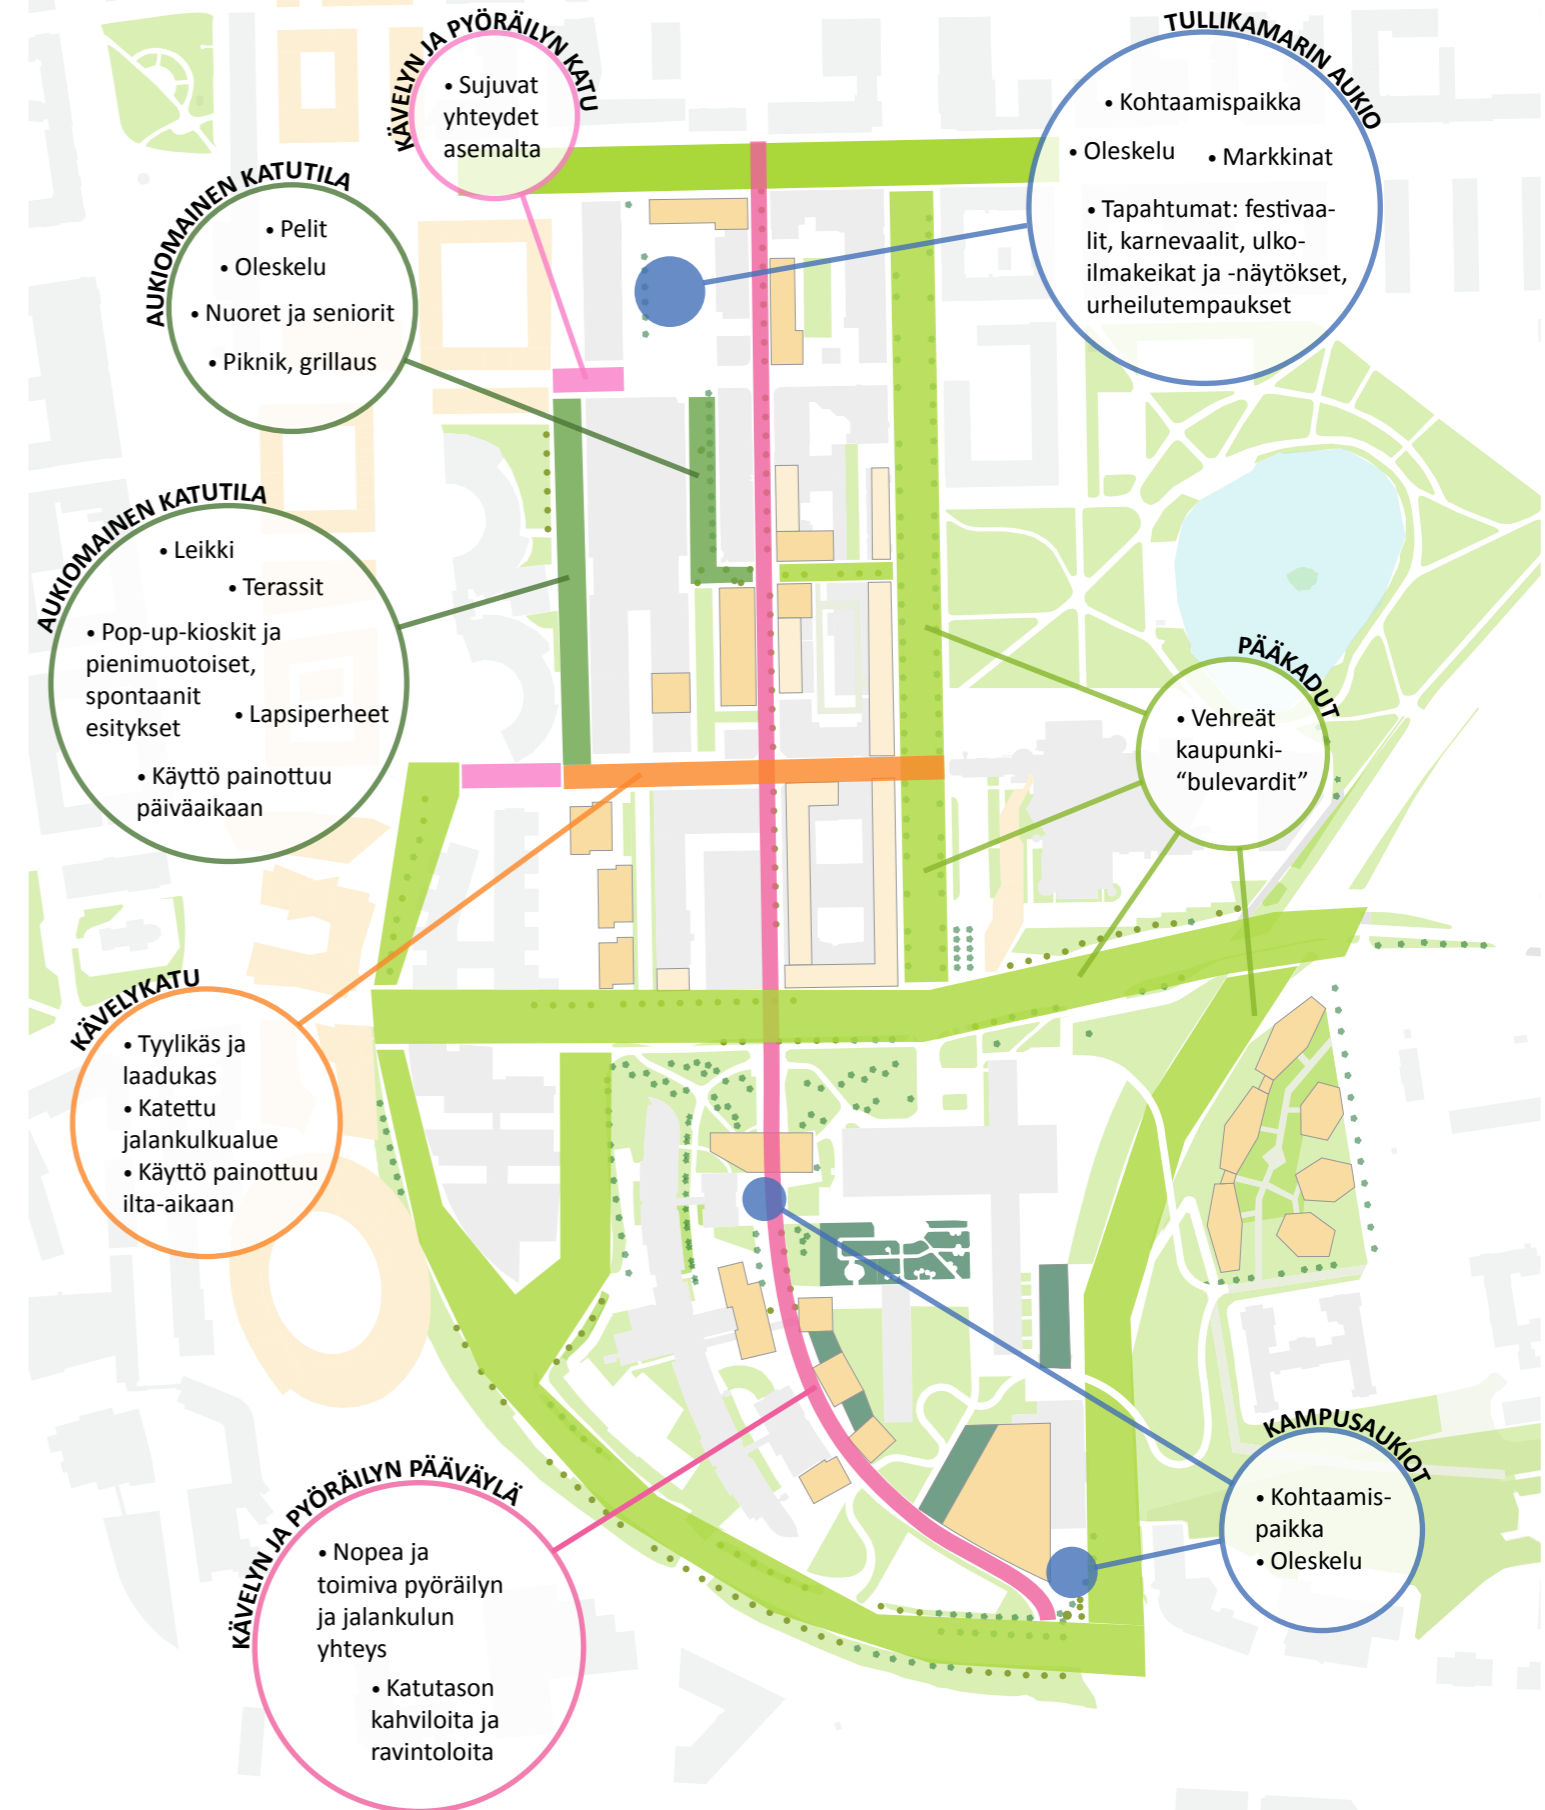 KÄVELYN JA PYÖRÄILYN KATU
• Sujuvat
yhteydet
asemalta
TULLIKAMARIN AUKIO
• Kohtaamispaikka
• Oleskelu
• Markkinat
• Tapahtumat: festivaa-
lit, karnevaalit, ulko-
ilmakeikat ja -näytökset,
urheilutempaukset
AUKIOMAINEN KATUTILA
• Pelit
• Oleskelu
• Nuoret ja seniorit
• Piknik, grillaus
AUKIOMAINEN KATUTILA
• Leikki
• Terassit
• Pop-up-kioskit ja
pienimuotoiset,
spontaanit
esitykset
• Lapsiperheet
• Käyttö painottuu
päiväaikaan
PÄÄKADUT
• Vehreät
kaupunki-
“bulevardit”
KÄVELYKATU
• Tyylikäs ja
laadukas
• Katettu
jalankulkualue
• Käyttö painottuu
ilta-aikaan
KAMPUSAUKIOT
• Kohtaamis-
paikka
• Oleskelu
KÄVELYN JA PYÖRÄILYN PÄÄVÄYLÄ
• Nopea ja
toimiva pyöräilyn
ja jalankulun
yhteys
• Katutason
kahviloita ja
ravintoloita